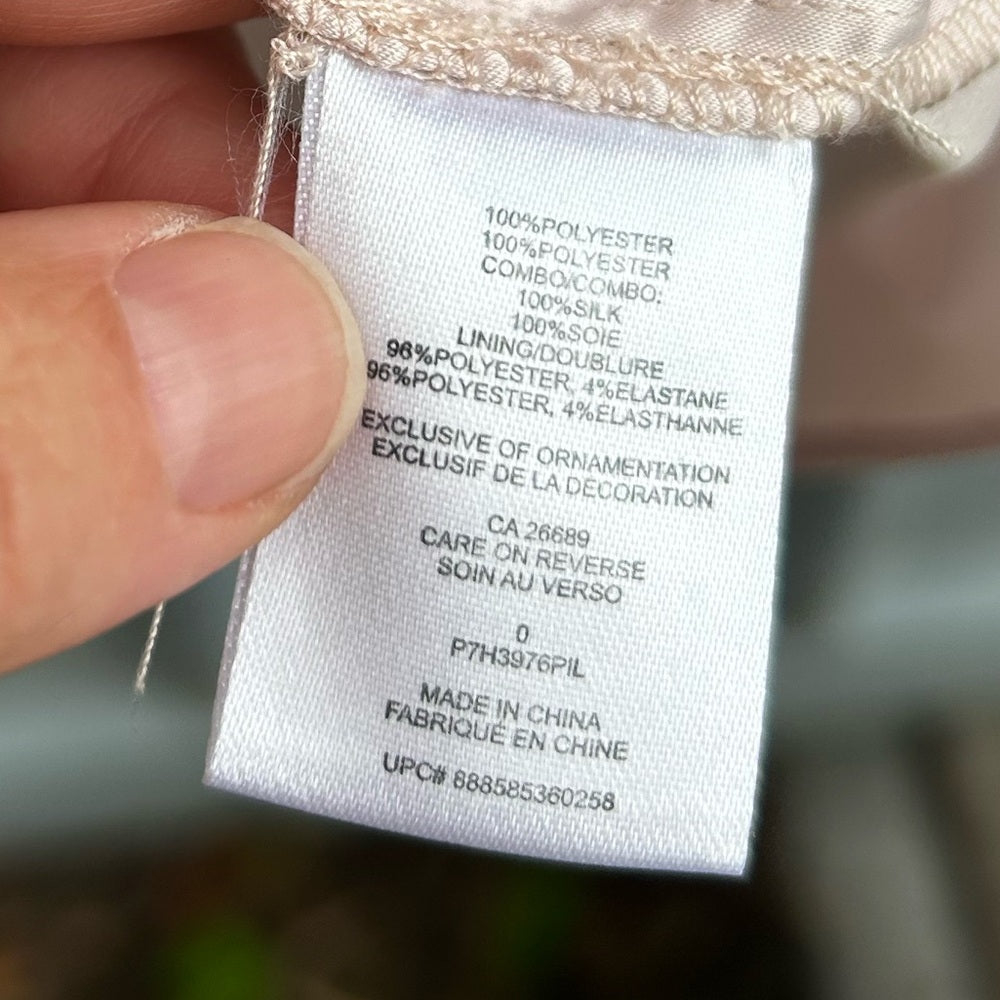 100%POLYESTER
100%POLYESTER
COMBO/COMBO:
100%SILK
100%SOIE
LINING/DOUBLURE
96%POLYESTER, 4%ELASTANE
96%POLYESTER, 4%ELASTHANNE
EXCLUSIVE OF ORNAMENTATION
EXCLUSIF DE LA DECORATION
CA 26689
CARE ON REVERSE
SOIN AU VERSO
0
P7H3976PIL
MADE IN CHINA
FABRIQUÉ EN CHINE
UPC# 888585360258